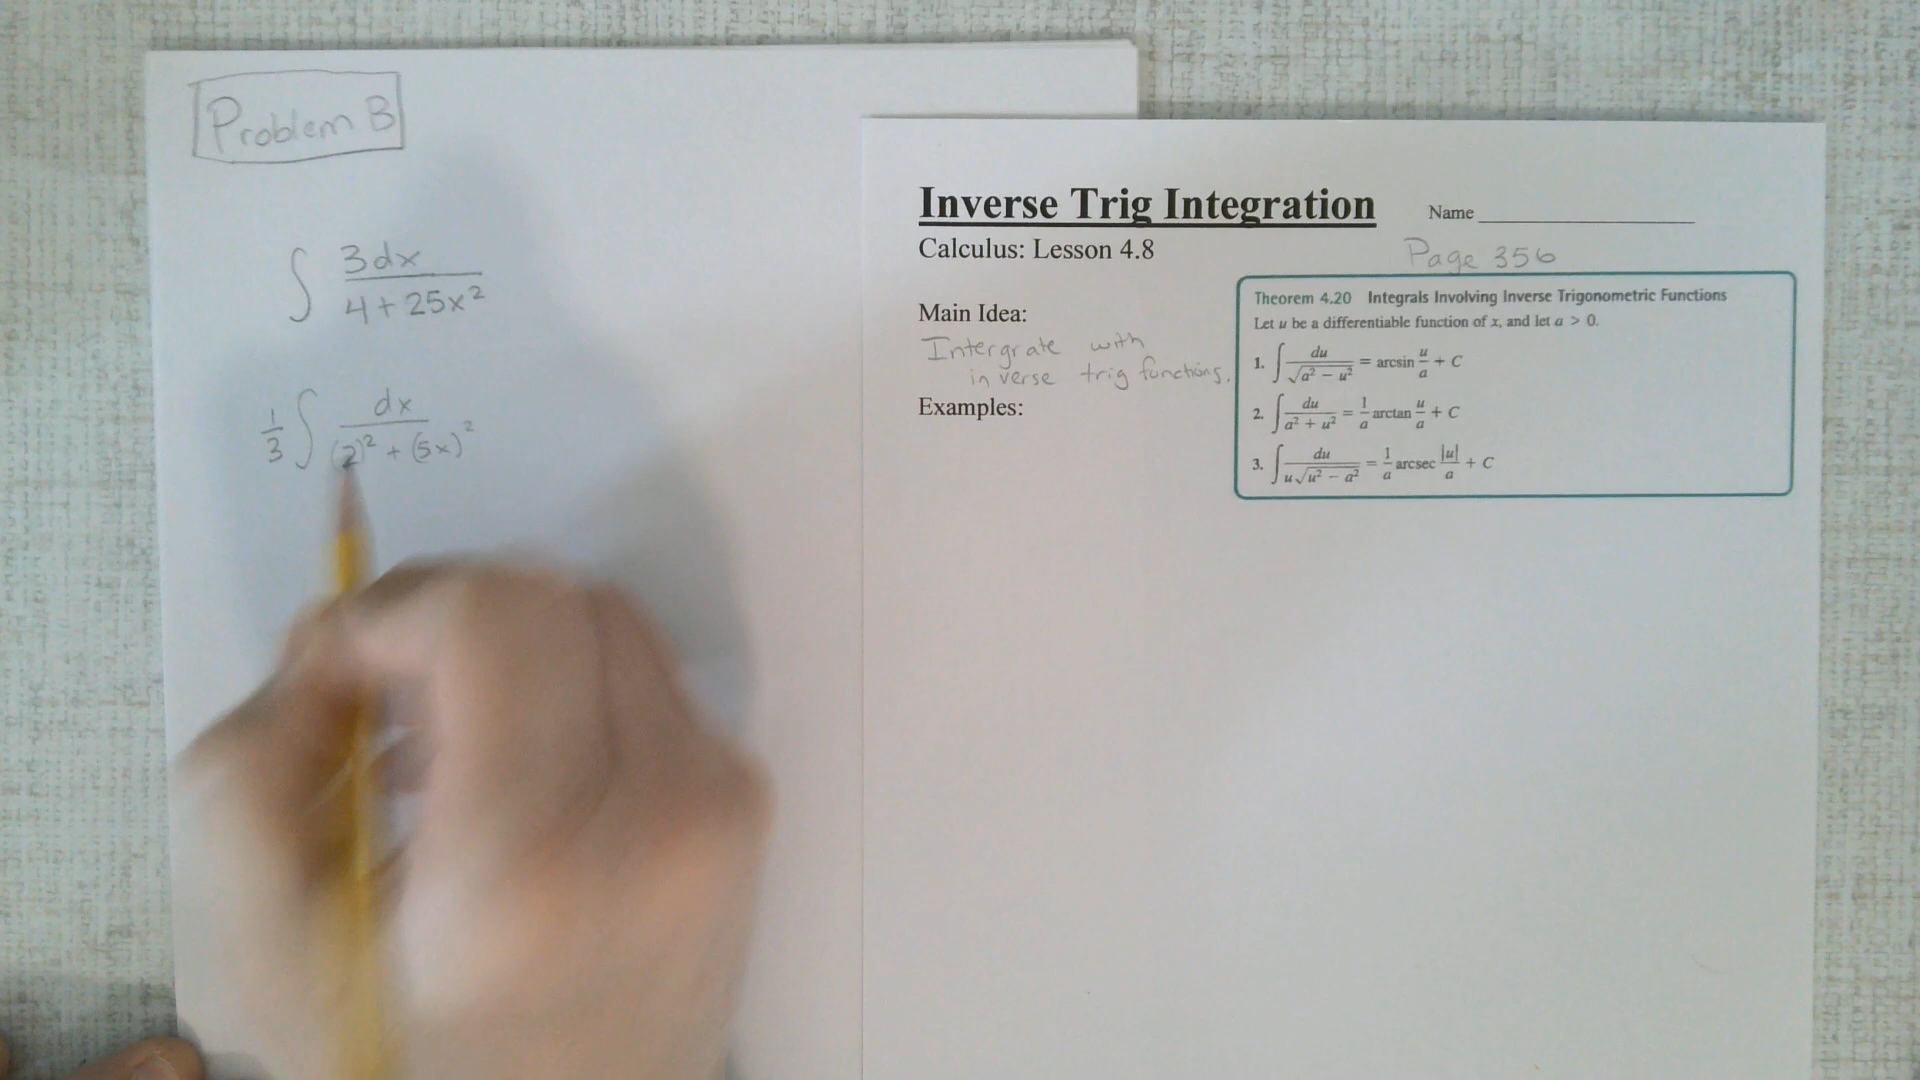 Problem B
∫ 3dx / 4 + 25x²
1/3 ∫ dx / (2)² + (5x)²
Inverse Trig Integration
Name
Calculus: Lesson 4.8
Page 356
Main Idea:
Intergrate with
inverse trig functions.
Examples:
Theorem 4.20 Integrals Involving Inverse Trigonometric Functions
Let u be a differentiable function of x, and let a > 0.
1. ∫ du / √a² − u² = arcsin u/a + C
2. ∫ du / a² + u² = 1/a arctan u/a + C
3. ∫ du / u√u² − a² = 1/a arcsec |u|/a + C